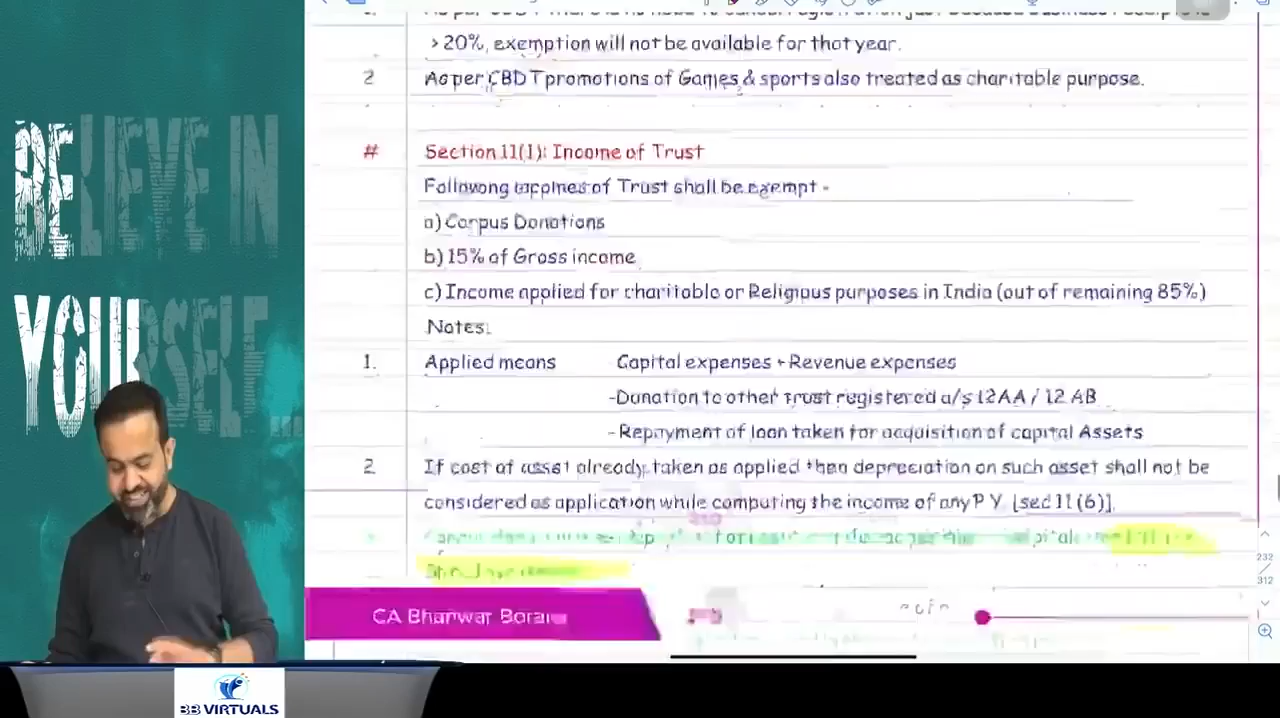 > 20%, exemption will not be available for that year.
2 As per CBDT promotions of Games & sports also treated as charitable purpose.
# Section 11(1): Income of Trust
Following incomes of Trust shall be exempt -
a) Corpus Donations
b) 15% of Gross income
c) Income applied for charitable or Religious purposes in India (out of remaining 85%)
Notes:
1. Applied means - Capital expenses + Revenue expenses
- Donation to other trust registered u/s 12AA / 12 AB
- Repayment of loan taken for acquisition of capital Assets
2. If cost of asset already taken as applied then depreciation on such asset shall not be
considered as application while computing the income of any P.Y. [sec 11(6)].
BELIEVE IN
YOURSELF...
CA Bhanwar Borana
BB VIRTUALS
232
312